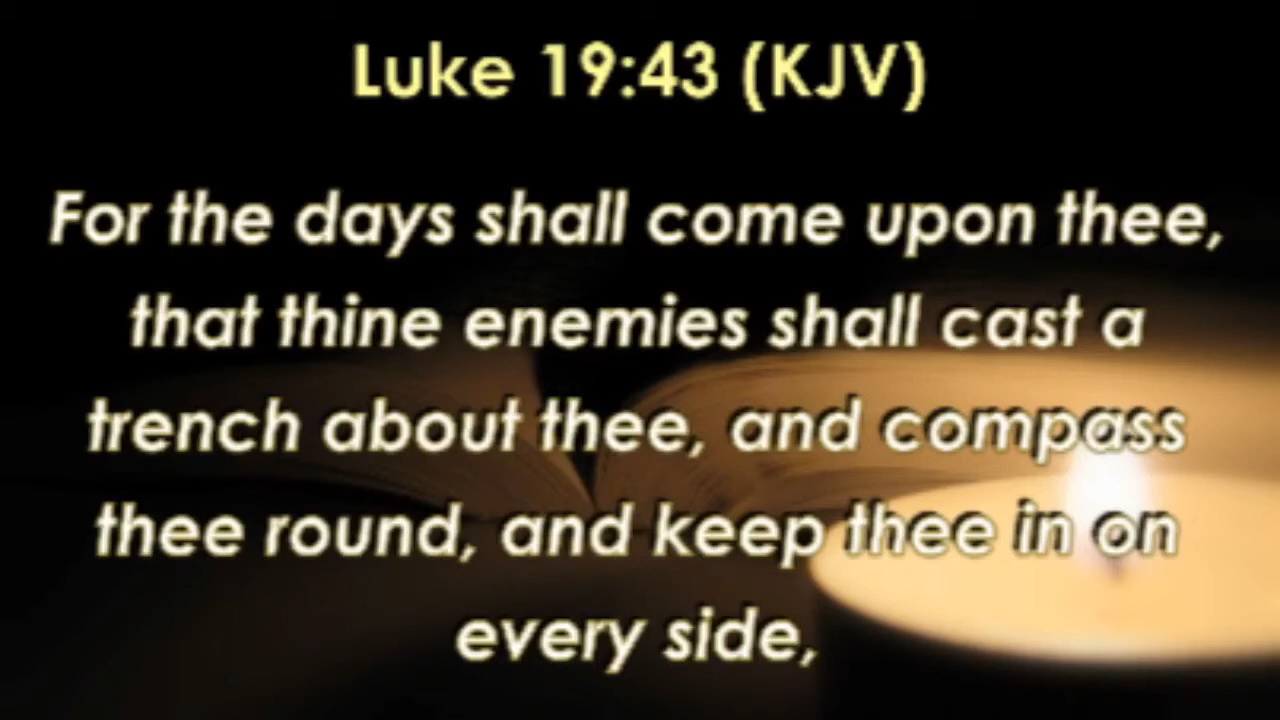 Luke 19:43 (KJV)
For the days shall come upon thee,
that thine enemies shall cast a
trench about thee, and compass
thee round, and keep thee in on
every side,